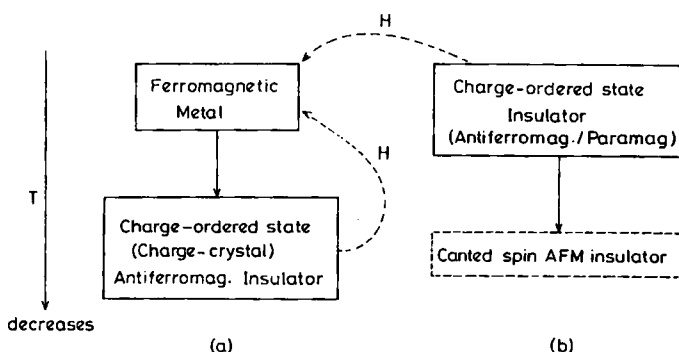 H
Ferromagnetic
Metal
H
T
Charge-ordered state
(Charge-crystal)
Antiferromag. Insulator
decreases
(a)
Charge-ordered state
Insulator
(Antiferromag./Paramag)
Canted spin AFM insulator
(b)